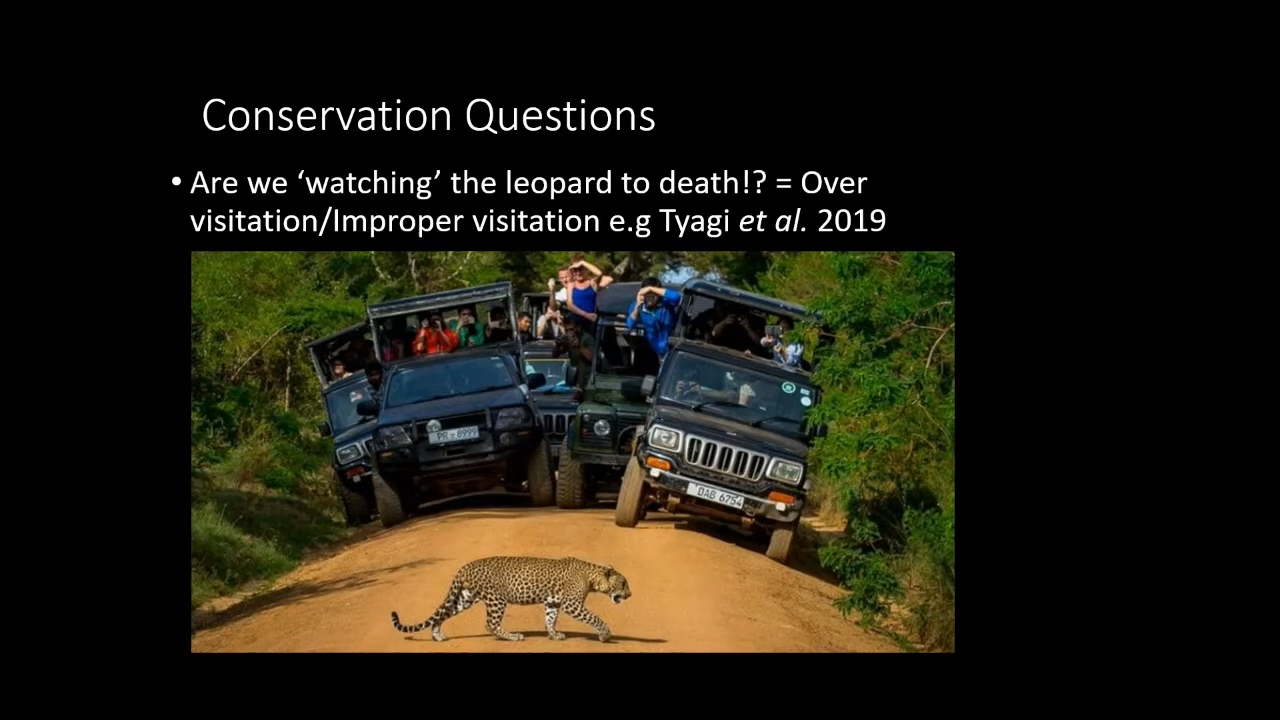 Conservation Questions
• Are we ‘watching’ the leopard to death!? = Over
visitation/Improper visitation e.g Tyagi et al. 2019
DAB 6754